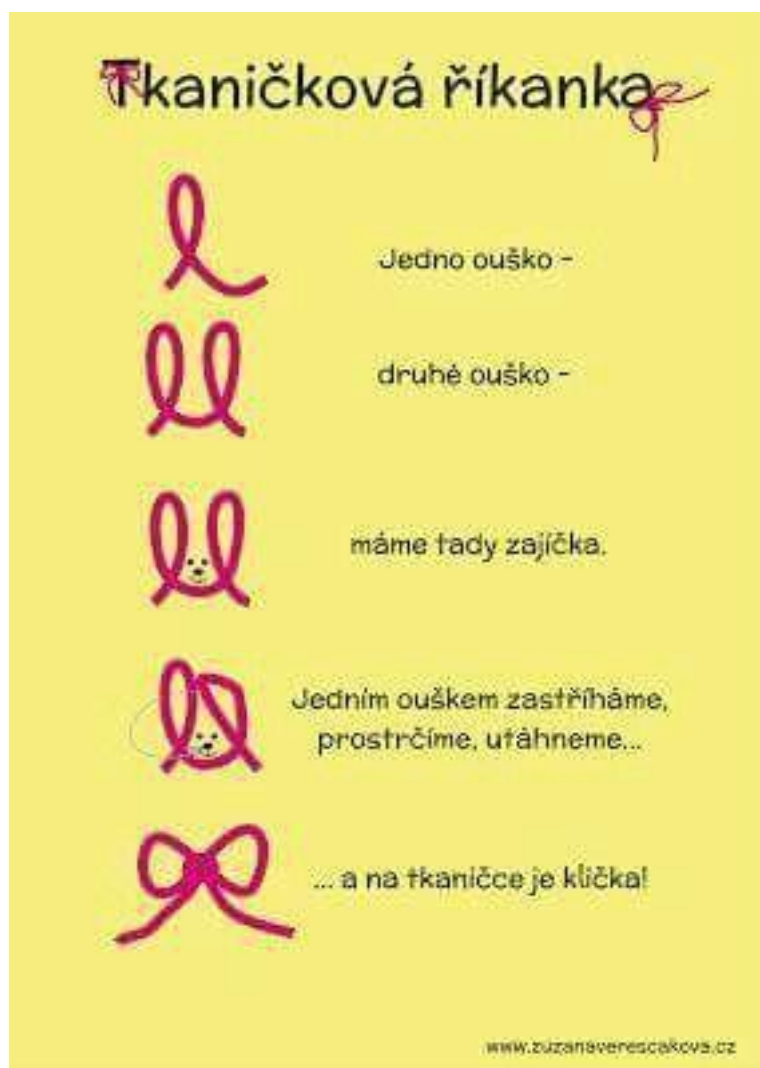 Tkaničková říkanka
Jedno ouško -
druhé ouško -
máme tady zajíčka.
Jedním ouškem zastříháme,
prostrčíme, utáhneme...
... a na tkaničce je klička!
www.zuzanaverescakova.cz